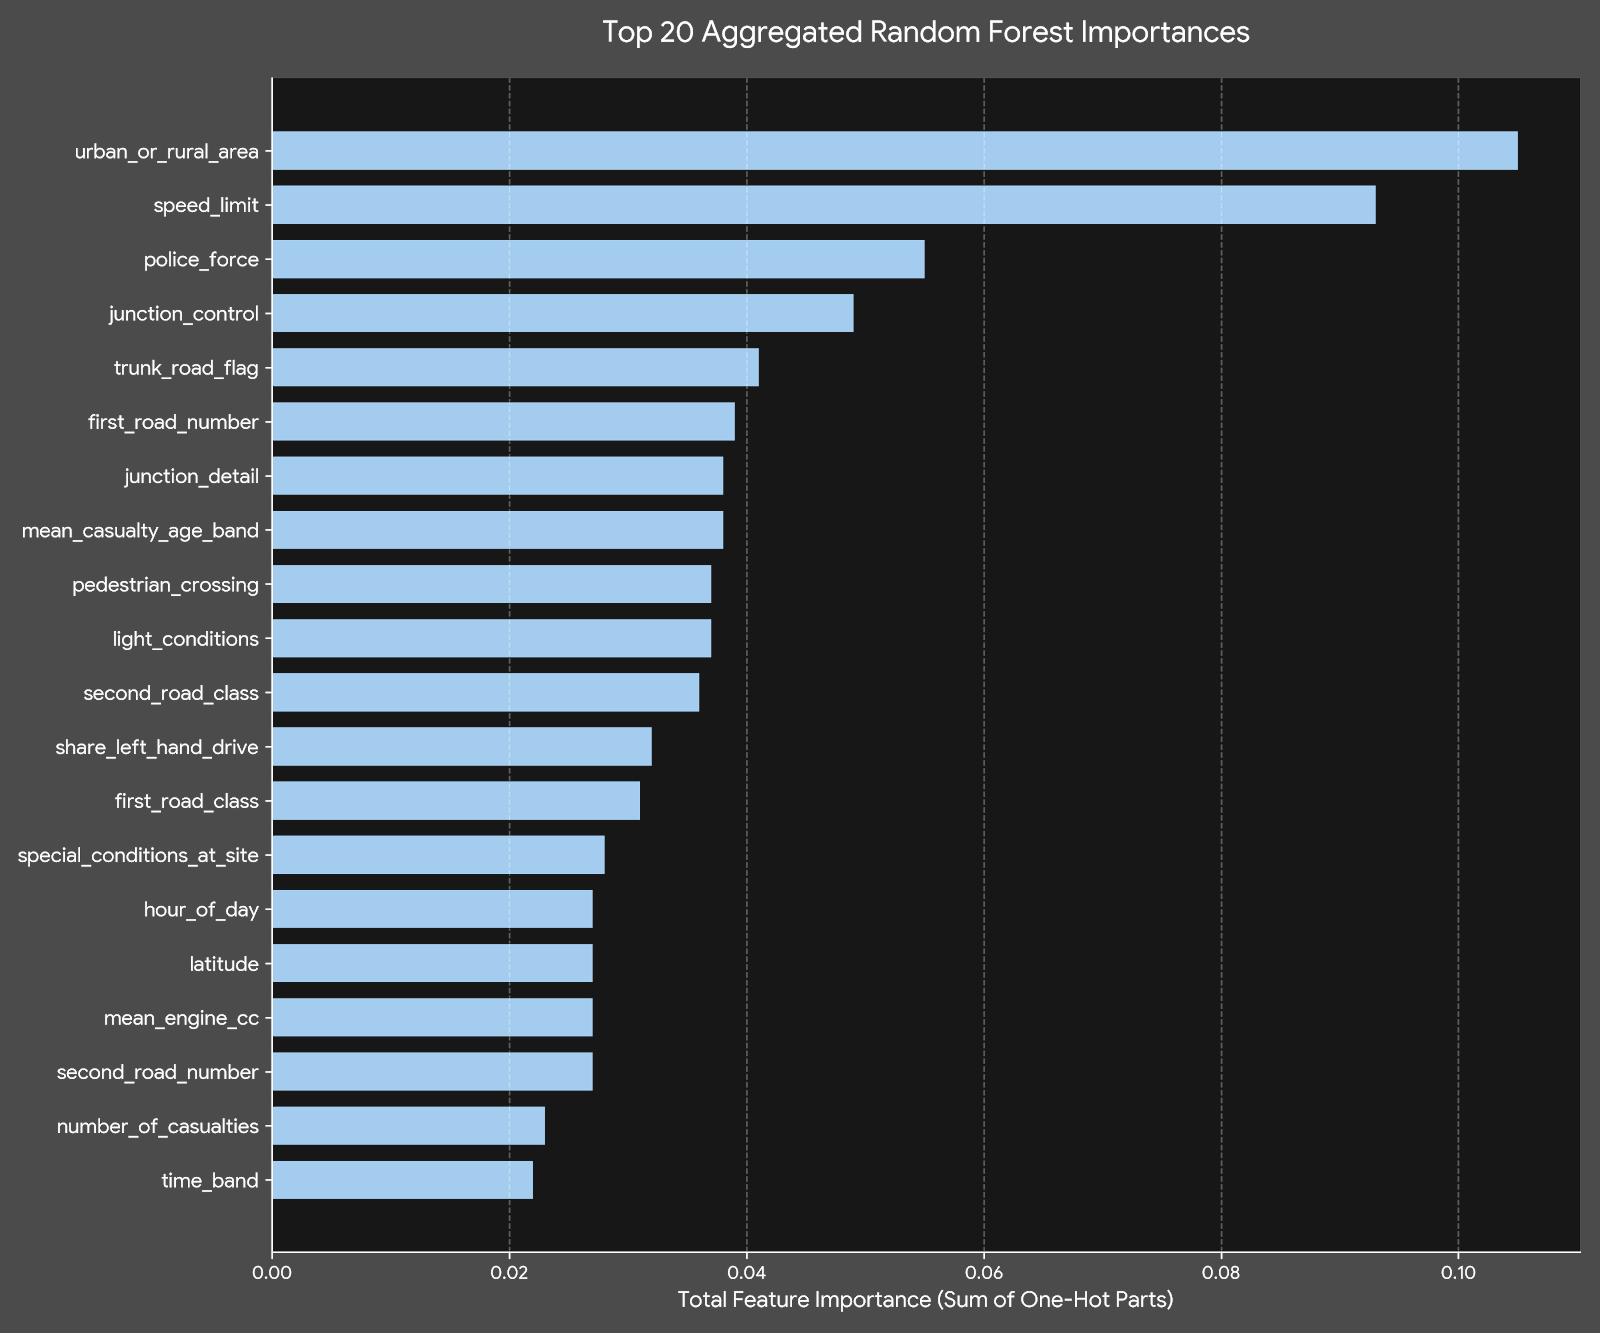 Top 20 Aggregated Random Forest Importances
urban_or_rural_area
speed_limit
police_force
junction_control
trunk_road_flag
first_road_number
junction_detail
mean_casualty_age_band
pedestrian_crossing
light_conditions
second_road_class
share_left_hand_drive
first_road_class
special_conditions_at_site
hour_of_day
latitude
mean_engine_cc
second_road_number
number_of_casualties
time_band
0.00 0.02 0.04 0.06 0.08 0.10
Total Feature Importance (Sum of One-Hot Parts)